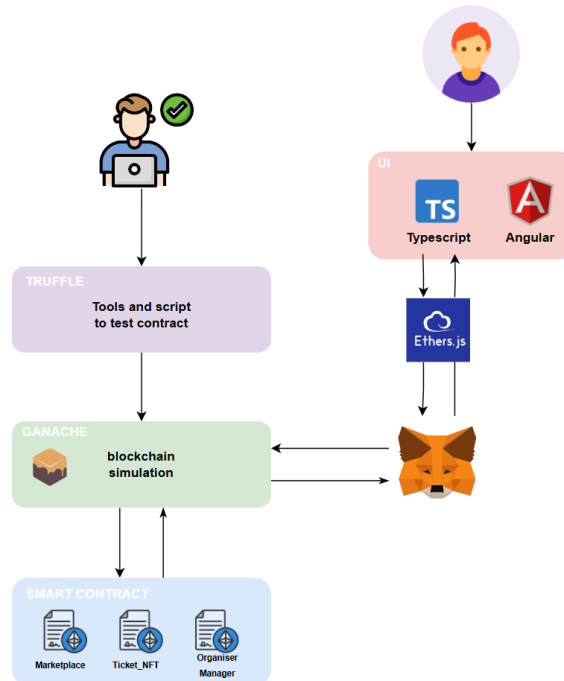 UI
TS
Typescript
Angular
TRUFFLE
Tools and script
to test contract
Ethers.js
GANACHE
blockchain
simulation
SMART CONTRACT
Marketplace
Ticket_NFT
Organiser
Manager